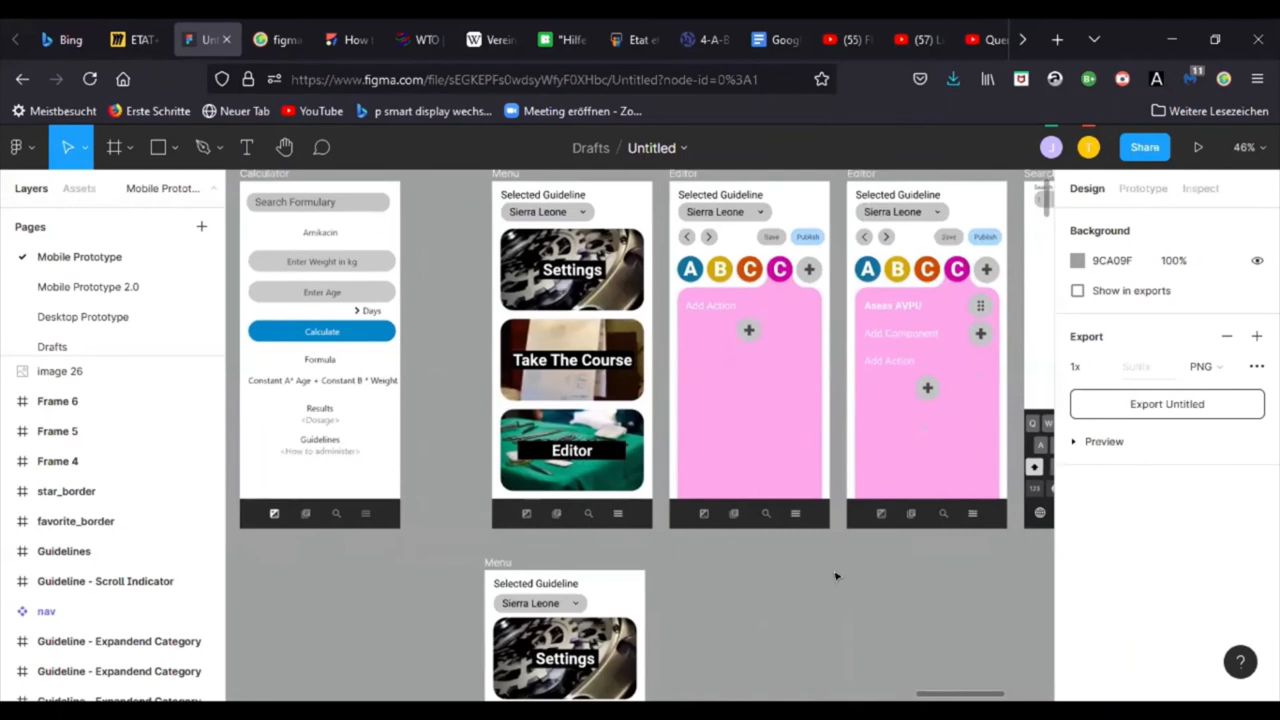 Bing
ETAT+
Unt
figma
How
WTO
Verein
"Hilfe
Etat e
4-A-E
Googl
(55) F
(57) L
Que
https://www.figma.com/file/sEGKEPFs0wdsyWfyF0XHbc/Untitled?node-id=0%3A1
11
Meistbesucht
Erste Schritte
Neuer Tab
YouTube
p smart display wechs...
Meeting eröffnen - Zo...
Weitere Lesezeichen
Drafts / Untitled
J
T
Share
46%
Layers
Assets
Mobile Protot...
Pages
Mobile Prototype
Mobile Prototype 2.0
Desktop Prototype
Drafts
image 26
Frame 6
Frame 5
Frame 4
star_border
favorite_border
Guidelines
Guideline - Scroll Indicator
nav
Guideline - Expandend Category
Guideline - Expandend Category
Guideline - Expandend Category
Calculator
Search Formulary
Amikacin
Enter Weight in kg
Enter Age
Days
Calculate
Formula
Constant A* Age + Constant B * Weight
Results
<Dosage>
Guidelines
<How to administer>
Menu
Selected Guideline
Sierra Leone
Settings
Take The Course
Editor
Editor
Selected Guideline
Sierra Leone
Save
Publish
A B C C +
Add Action
Editor
Selected Guideline
Sierra Leone
Save
Publish
A B C C +
Asess AVPU
Add Component
Add Action
Q W
A
123
Menu
Selected Guideline
Sierra Leone
Settings
Design
Prototype
Inspect
Background
9CA09F 100%
Show in exports
Export
1x
Suffix
PNG
Export Untitled
Preview
?